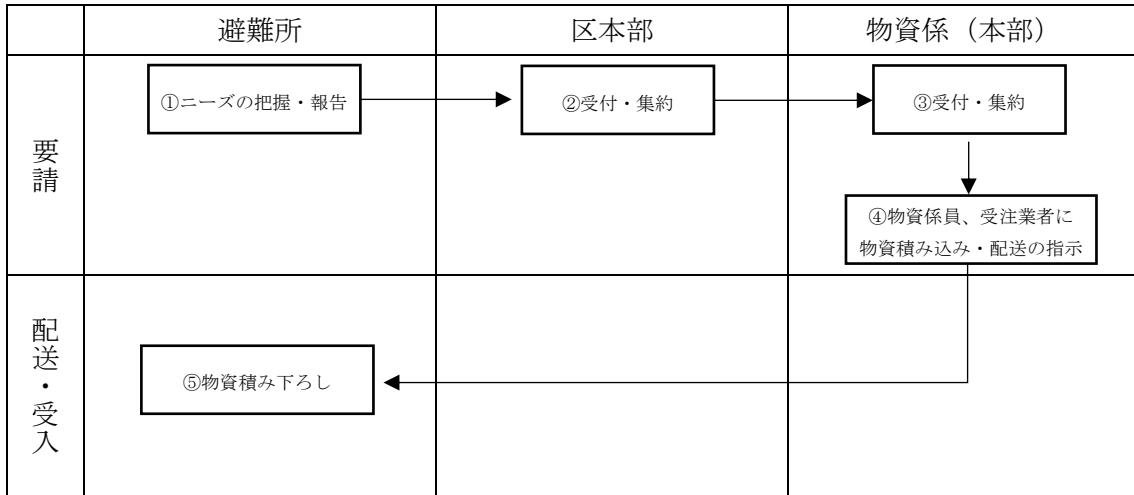 避難所
区本部
物資係（本部）
要請
①ニーズの把握・報告
②受付・集約
③受付・集約
④物資係員、受注業者に
物資積み込み・配送の指示
配送・受入
⑤物資積み下ろし